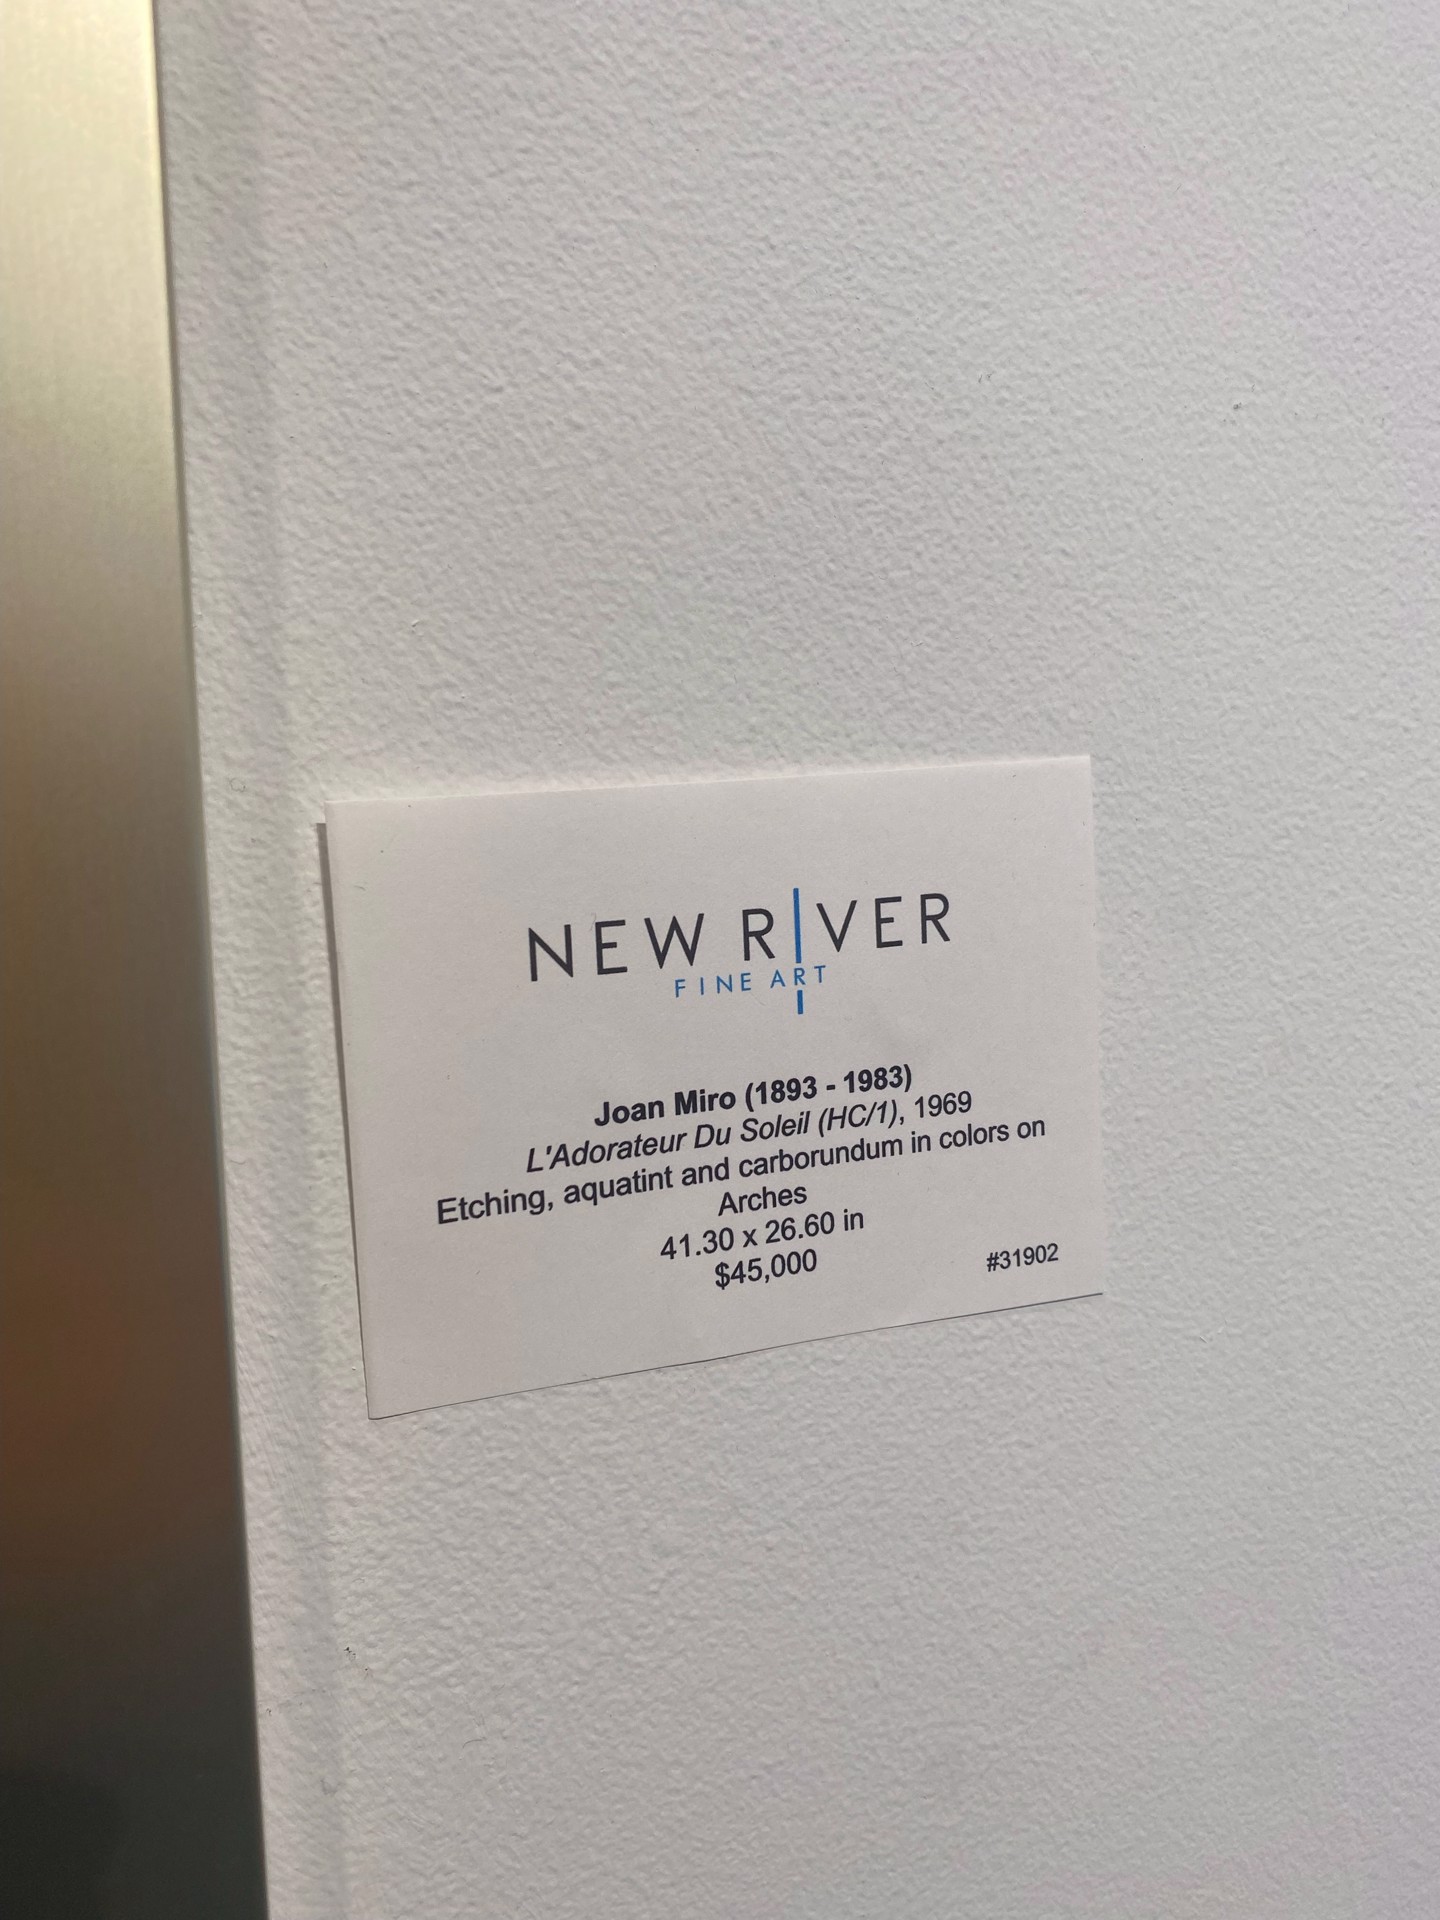 NEW RIVER
FINE ART
Joan Miro (1893 - 1983)
L'Adorateur Du Soleil (HC/1), 1969
Etching, aquatint and carborundum in colors on
Arches
41.30 x 26.60 in
$45,000
#31902